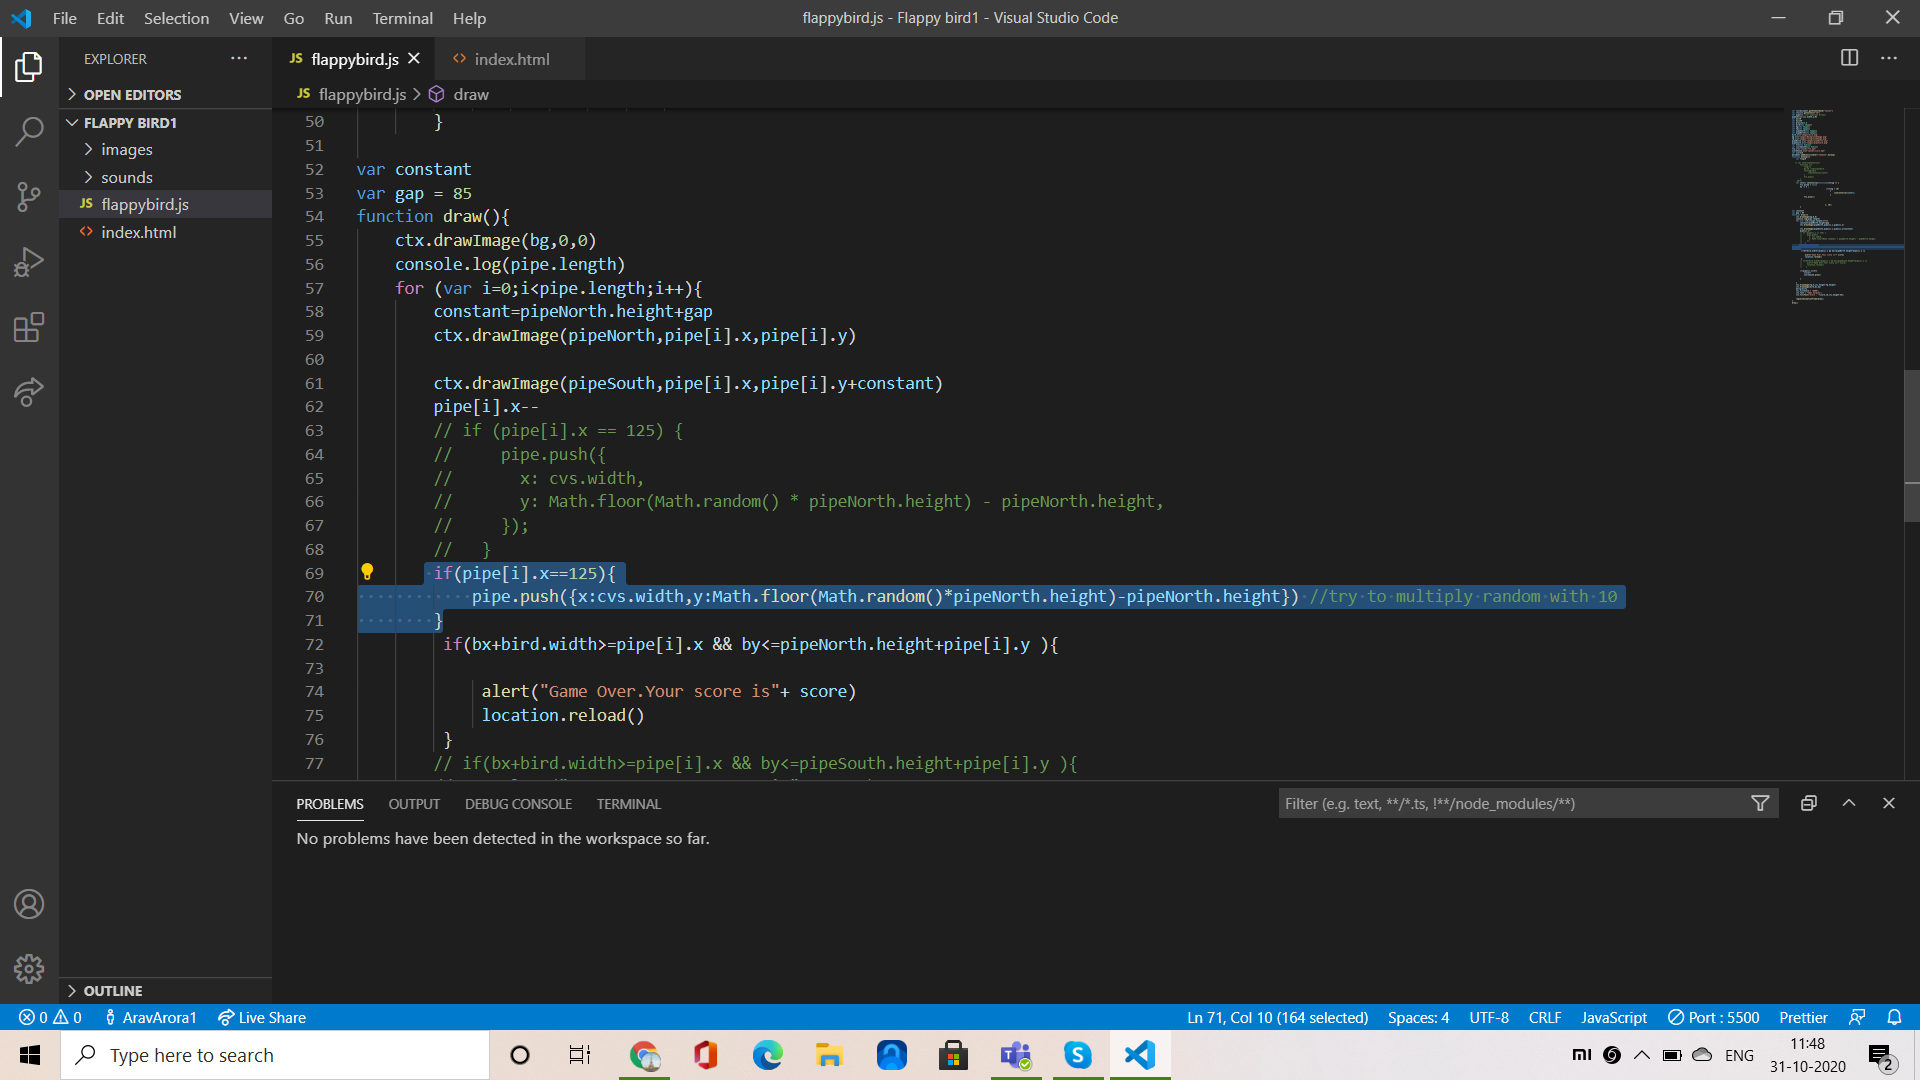 File Edit Selection View Go Run Terminal Help
flappybird.js - Flappy bird1 - Visual Studio Code
EXPLORER
OPEN EDITORS
FLAPPY BIRD1
images
sounds
JS flappybird.js
index.html
OUTLINE
JS flappybird.js
index.html
JS flappybird.js > draw
50 }
51
52 var constant
53 var gap = 85
54 function draw(){
55 ctx.drawImage(bg,0,0)
56 console.log(pipe.length)
57 for (var i=0;i<pipe.length;i++){
58 constant=pipeNorth.height+gap
59 ctx.drawImage(pipeNorth,pipe[i].x,pipe[i].y)
60
61 ctx.drawImage(pipeSouth,pipe[i].x,pipe[i].y+constant)
62 pipe[i].x--
63 // if (pipe[i].x == 125) {
64 // pipe.push({
65 // x: cvs.width,
66 // y: Math.floor(Math.random() * pipeNorth.height) - pipeNorth.height,
67 // });
68 // }
69 if(pipe[i].x==125){
70 pipe.push({x:cvs.width,y:Math.floor(Math.random()*pipeNorth.height)-pipeNorth.height}) //try to multiply random with 10
71 }
72 if(bx+bird.width>=pipe[i].x && by<=pipeNorth.height+pipe[i].y ){
73
74 alert("Game Over.Your score is"+ score)
75 location.reload()
76 }
77 // if(bx+bird.width>=pipe[i].x && by<=pipeSouth.height+pipe[i].y ){
PROBLEMS OUTPUT DEBUG CONSOLE TERMINAL
Filter (e.g. text, **/*.ts, !**/node_modules/**)
No problems have been detected in the workspace so far.
0 0 AravArora1 Live Share
Ln 71, Col 10 (164 selected) Spaces: 4 UTF-8 CRLF JavaScript Port : 5500 Prettier
Type here to search
ENG
11:48
31-10-2020
2